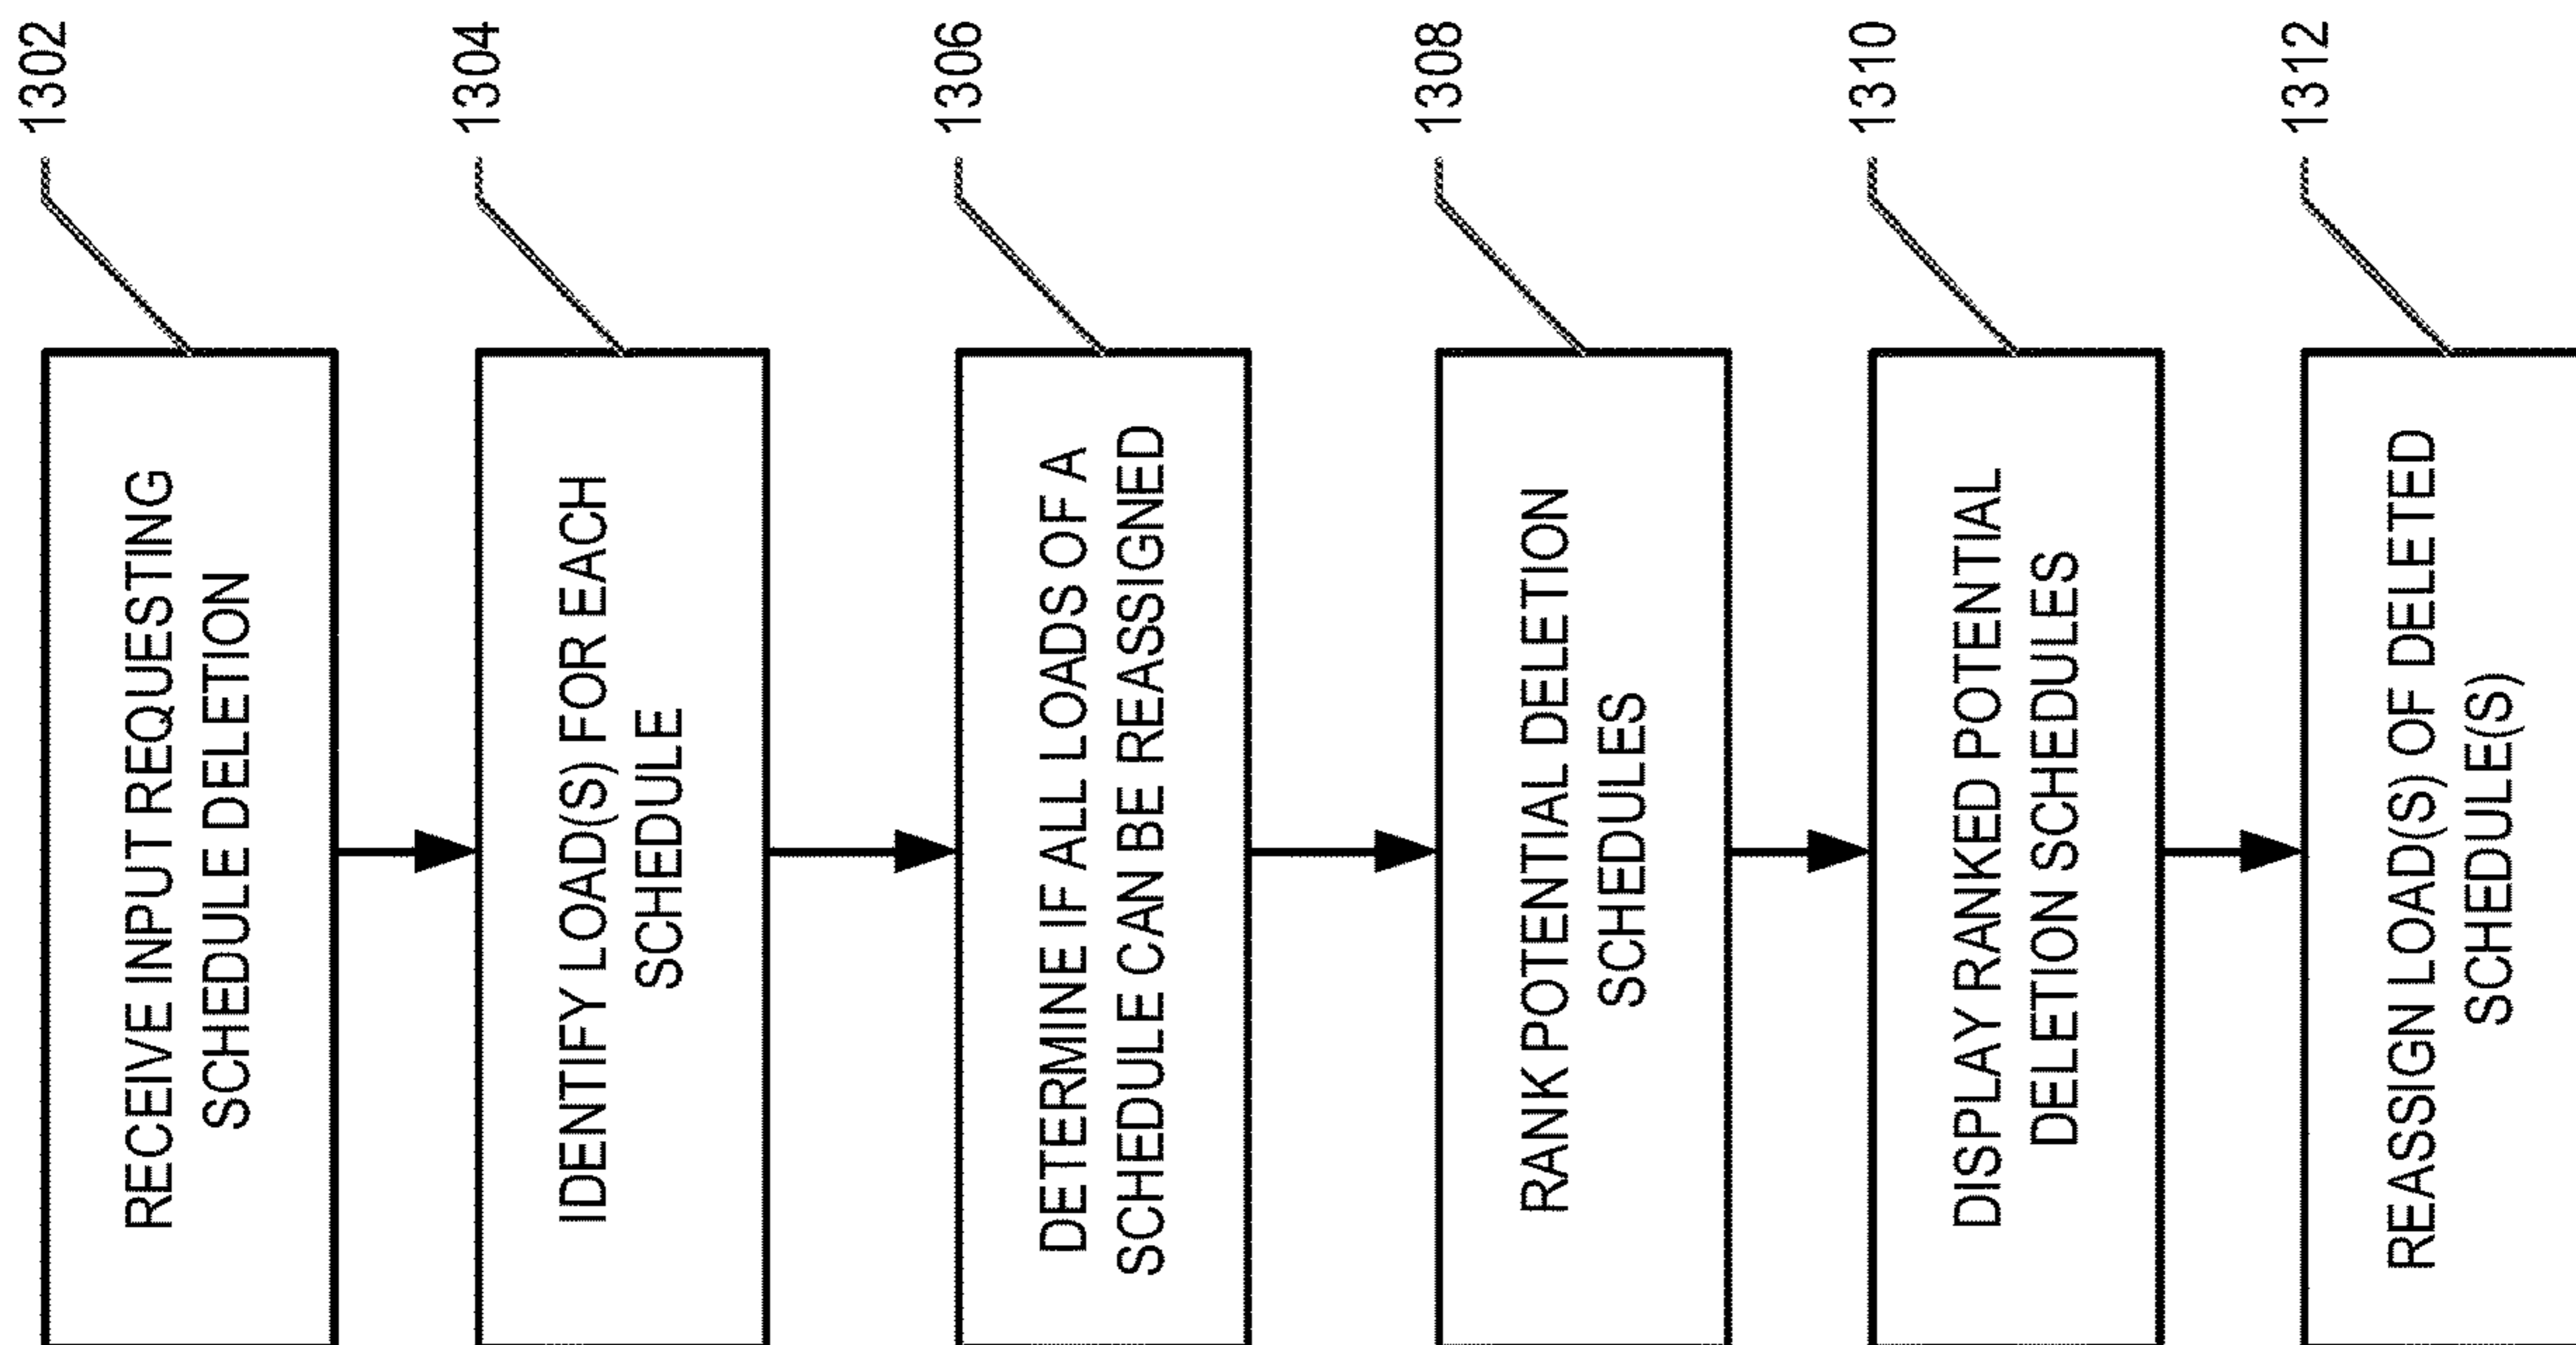 1302
RECEIVE INPUT REQUESTING
SCHEDULE DELETION
1304
IDENTIFY LOAD(S) FOR EACH
SCHEDULE
1306
DETERMINE IF ALL LOADS OF A
SCHEDULE CAN BE REASSIGNED
1308
RANK POTENTIAL DELETION
SCHEDULES
1310
DISPLAY RANKED POTENTIAL
DELETION SCHEDULES
1312
REASSIGN LOAD(S) OF DELETED
SCHEDULE(S)